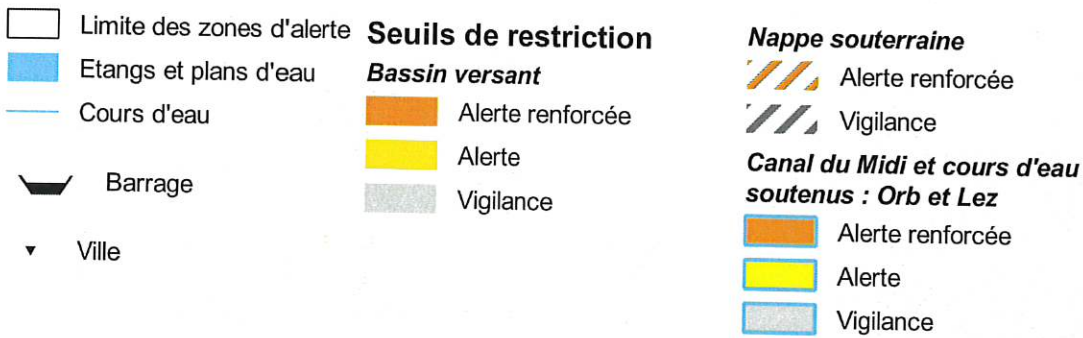 Limite des zones d'alerte
Etangs et plans d'eau
Cours d'eau
Barrage
Ville
Seuils de restriction
Bassin versant
Alerte renforcée
Alerte
Vigilance
Nappe souterraine
Alerte renforcée
Vigilance
Canal du Midi et cours d'eau
soutenus : Orb et Lez
Alerte renforcée
Alerte
Vigilance